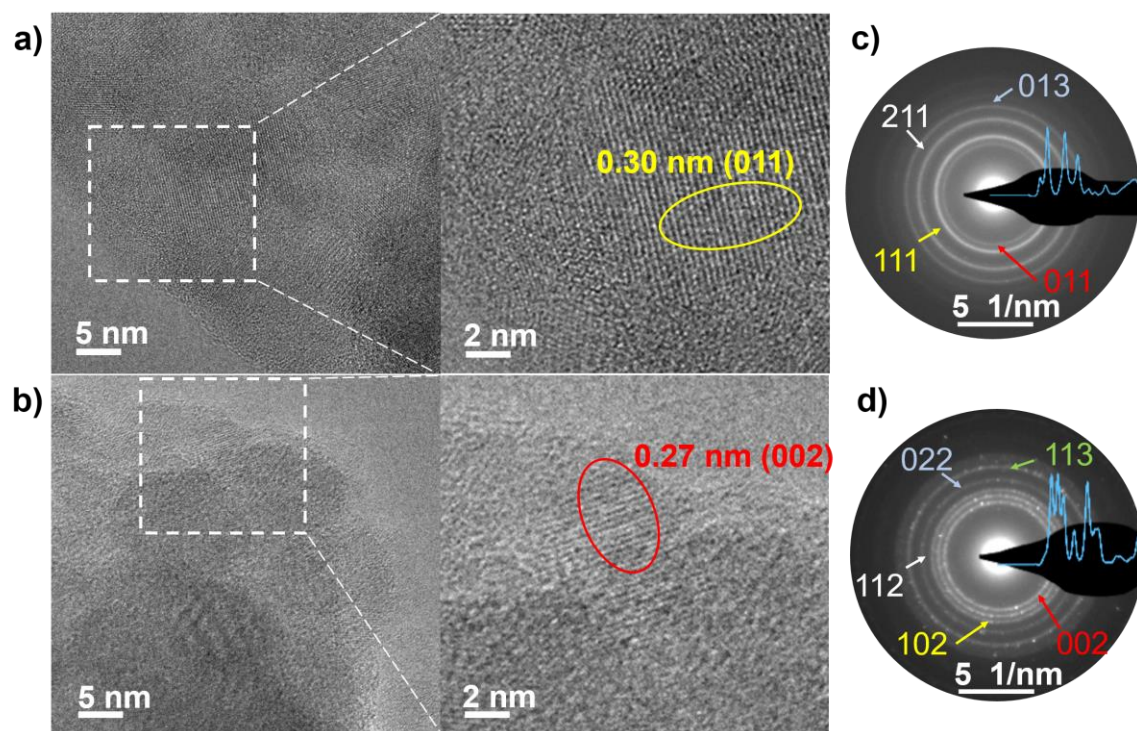 a)
0.30 nm (011)
5 nm
2 nm
b)
0.27 nm (002)
5 nm
2 nm
c)
013
211
111
011
5 1/nm
d)
113
022
112
102
002
5 1/nm